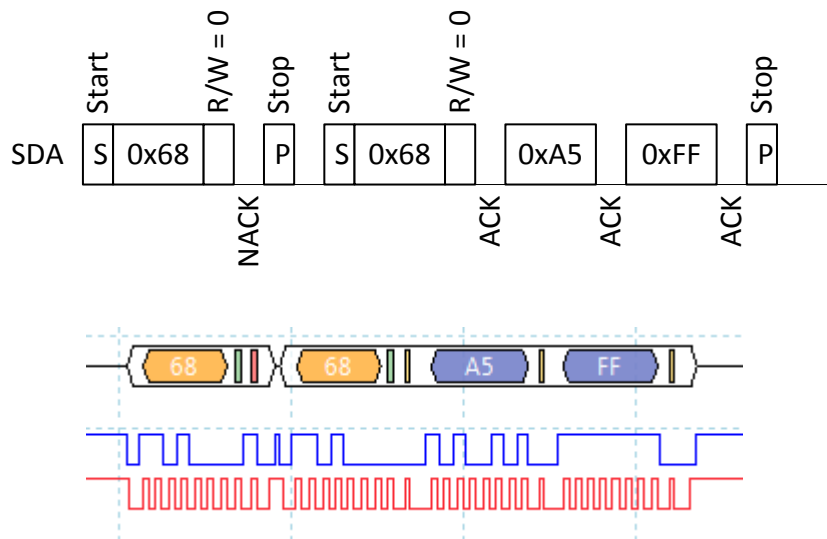 Start R/W = 0 Stop Start R/W = 0 Stop
SDA S 0x68 P S 0x68 0xA5 0xFF P
NACK ACK ACK ACK
68 68 A5 FF